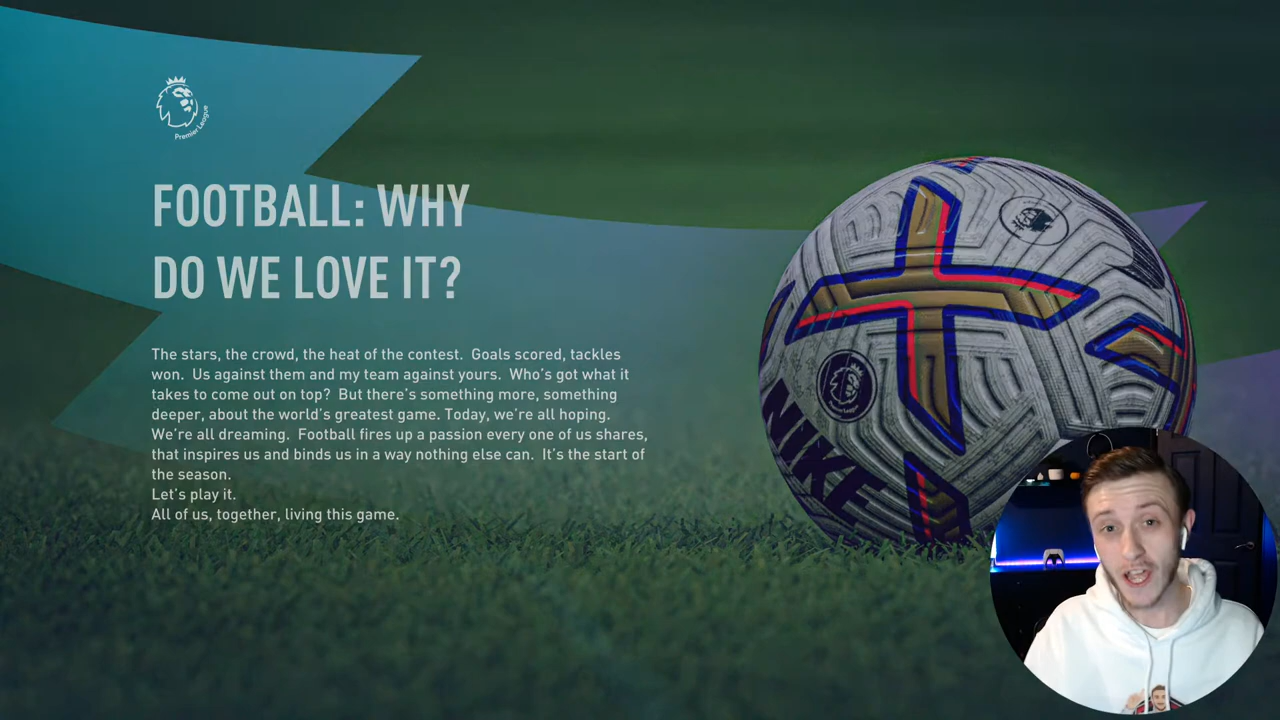 Premier League
FOOTBALL: WHY
DO WE LOVE IT?
The stars, the crowd, the heat of the contest.  Goals scored, tackles
won.  Us against them and my team against yours.  Who's got what it
takes to come out on top?  But there's something more, something
deeper, about the world's greatest game. Today, we're all hoping.
We're all dreaming.  Football fires up a passion every one of us shares,
that inspires us and binds us in a way nothing else can.  It's the start of
the season.
Let's play it.
All of us, together, living this game.
Premier League
NIKE